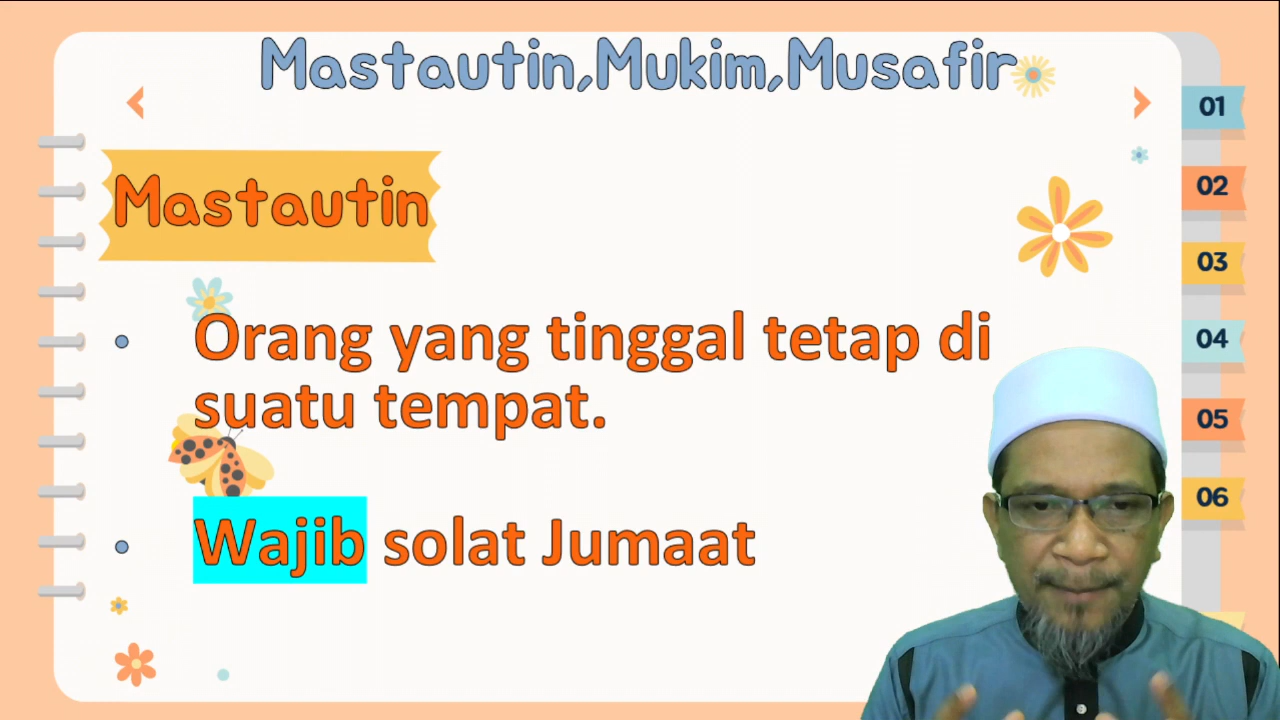 Mastautin,Mukim,Musafir
01
Mastautin
02
03
Orang yang tinggal tetap di
suatu tempat.
04
05
06
Wajib solat Jumaat